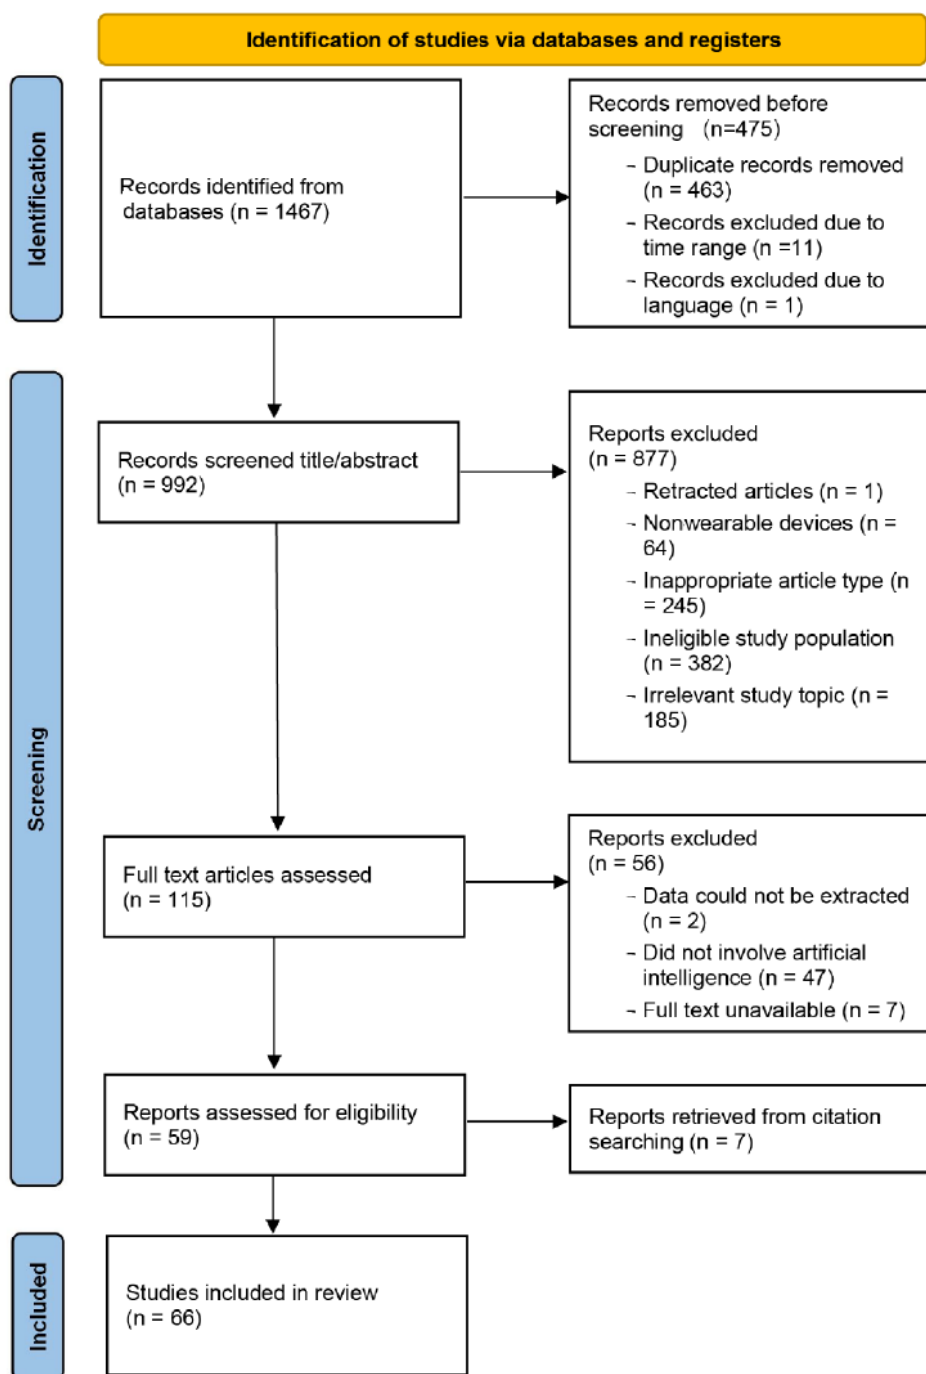 Identification of studies via databases and registers
Identification
Records identified from
databases (n = 1467)
Records removed before
screening (n=475)
- Duplicate records removed
(n = 463)
- Records excluded due to
time range (n =11)
- Records excluded due to
language (n = 1)
Screening
Records screened title/abstract
(n = 992)
Reports excluded
(n = 877)
- Retracted articles (n = 1)
- Nonwearable devices (n =
64)
- Inappropriate article type (n
= 245)
- Ineligible study population
(n = 382)
- Irrelevant study topic (n =
185)
Full text articles assessed
(n = 115)
Reports excluded
(n = 56)
- Data could not be extracted
(n = 2)
- Did not involve artificial
intelligence (n = 47)
- Full text unavailable (n = 7)
Reports assessed for eligibility
(n = 59)
Reports retrieved from citation
searching (n = 7)
Included
Studies included in review
(n = 66)